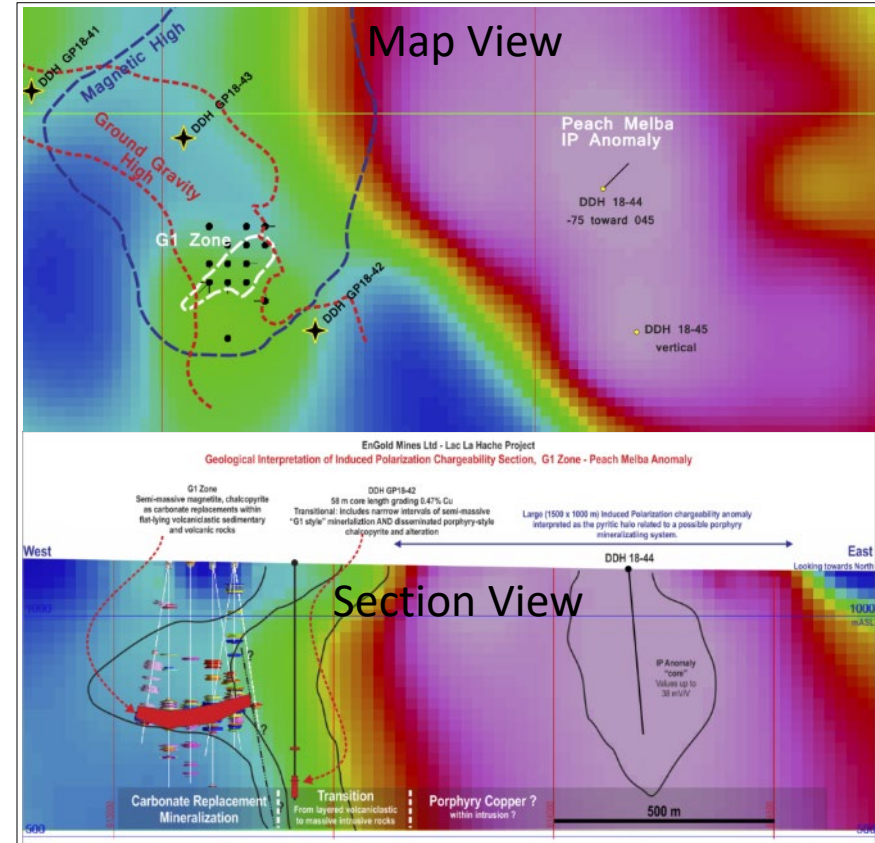 Map View
DDH GP18-41
Magnetic High
DDH GP18-43
Ground Gravity
High
Peach Melba
IP Anomaly
DDH 18-44
-75 toward 045
G1 Zone
DDH GP18-42
DDH 18-45
vertical
EnGold Mines Ltd - Lac La Hache Project
Geological Interpretation of Induced Polarization Chargeability Section, G1 Zone - Peach Melba Anomaly
G1 Zone
Semi-massive magnetite, chalcopyrite
as carbonate replacements within
flat-lying volcaniclastic sedimentary
and volcanic rocks
DDH GP18-42
58 m core length grading 0.47% Cu
Transitional: Includes narrow intervals of semi-massive
"G1 style" minerlaliztion AND disseminated porphyry-style
chalcopyrite and alteration
Large (1500 x 1000 m) Induced Polarization chargeability anomaly
interpreted as the pyritic halo related to a possible porphyry
mineralizatiing system.
West
East
Looking towards North
DDH 18-44
Section View
1000
1000
mASL
?
IP Anomaly
"core"
Values up to
38 mV/V
?
?
Carbonate Replacement
Mineralization
Transition
From layered volcaniclastic
to massive intrusive rocks
Porphyry Copper ?
within intrusion ?
500 m
500
500